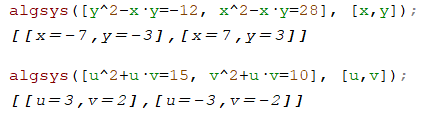 algsys([y^2-x·y=-12, x^2-x·y=28], [x,y]);
[[x=-7,y=-3],[x=7,y=3]]
algsys([u^2+u·v=15, v^2+u·v=10], [u,v]);
[[u=3,v=2],[u=-3,v=-2]]